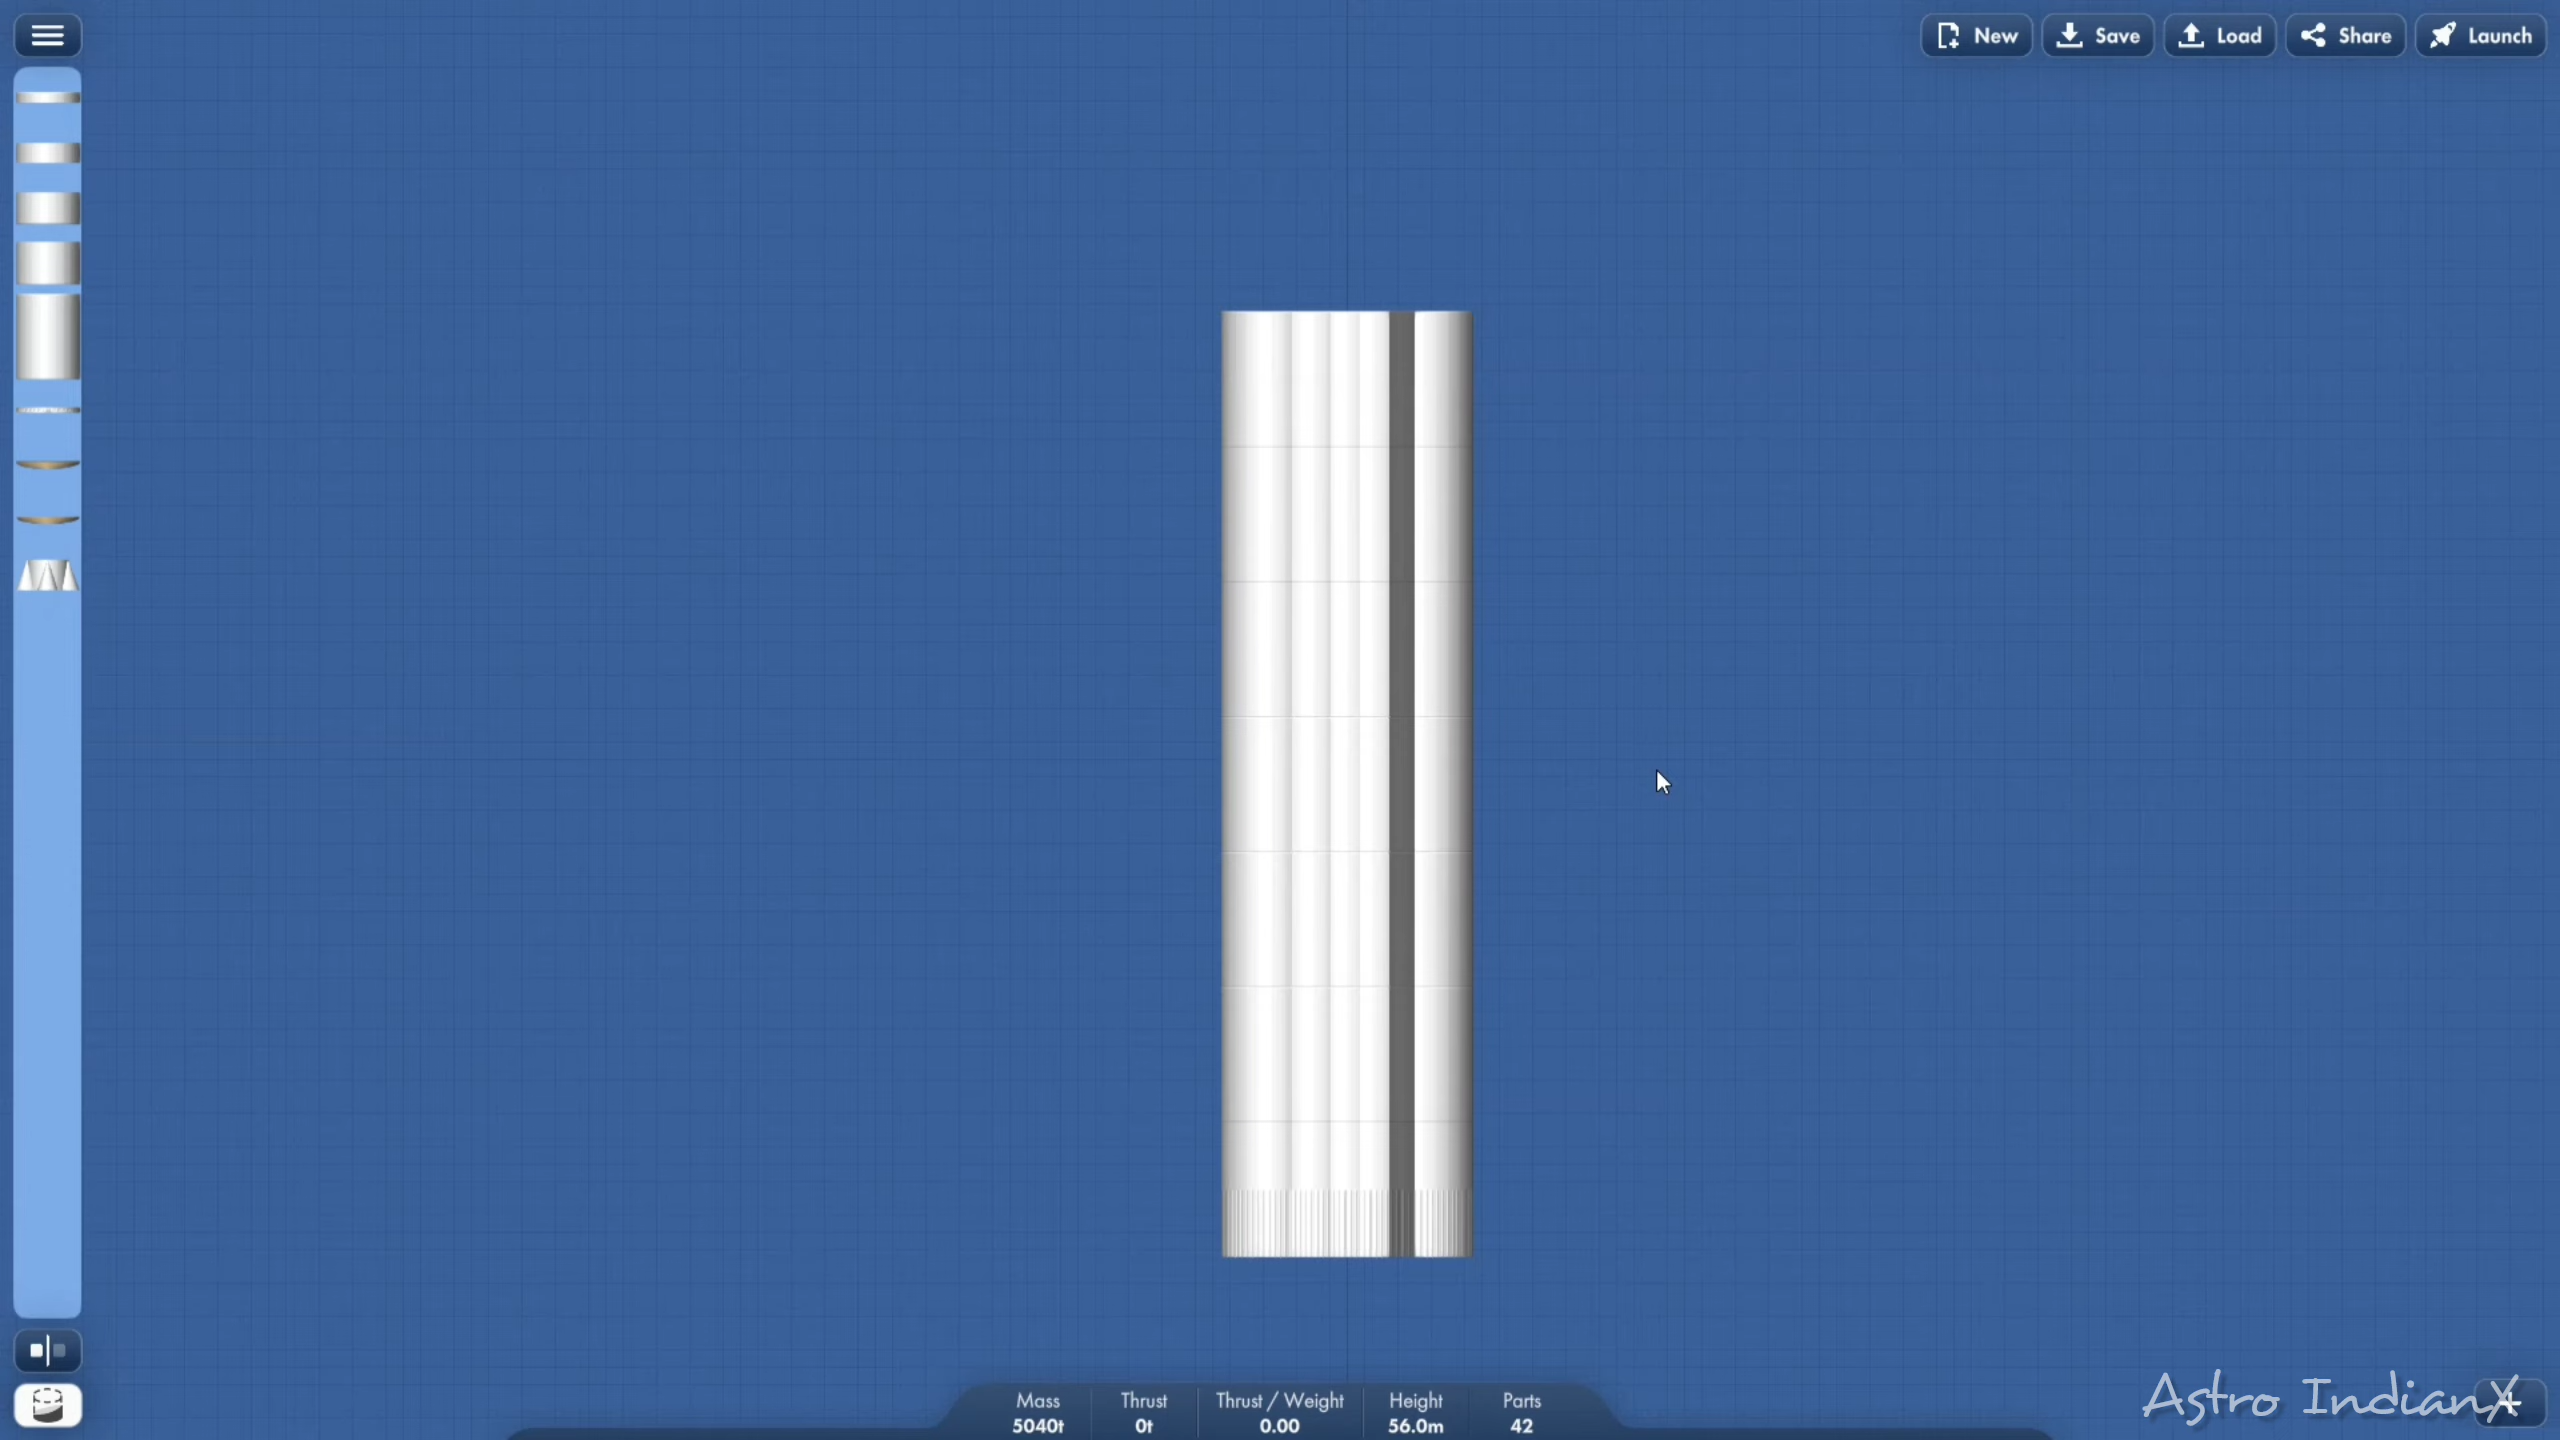 New Save Load Share Launch
Mass Thrust Thrust / Weight Height Parts
5040t 0t 0.00 56.0m 42
Astro IndianX